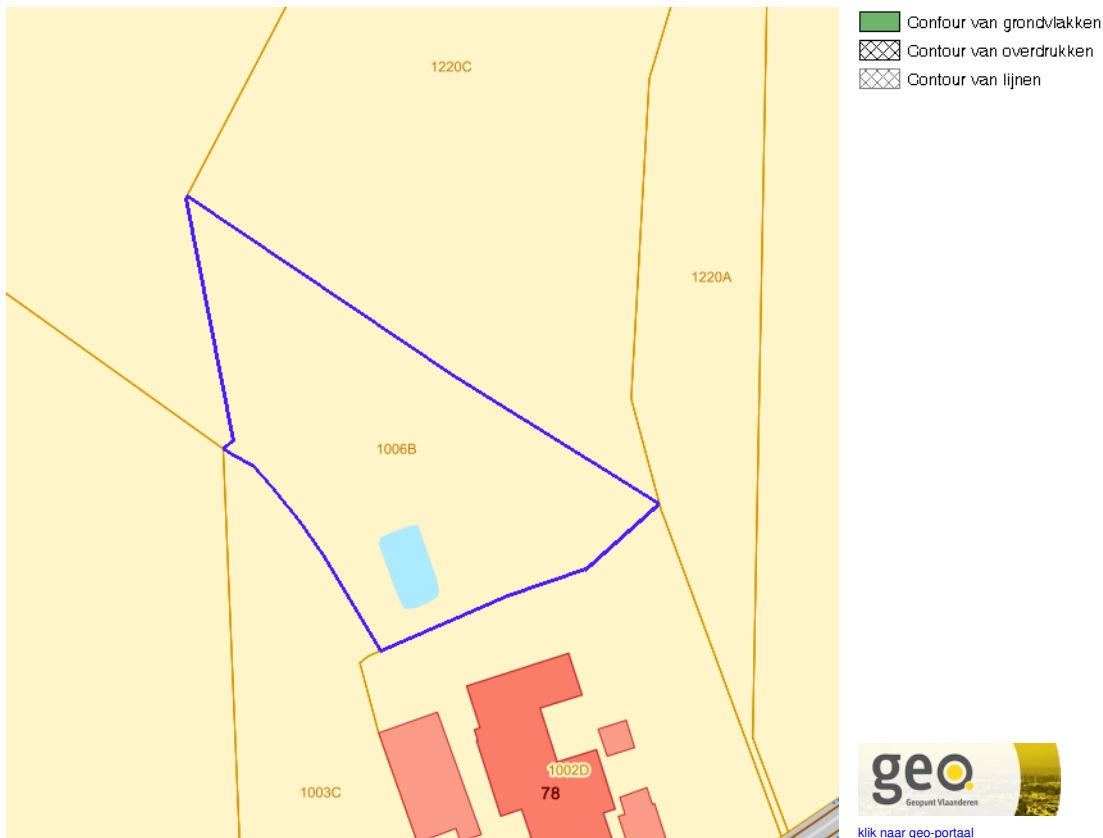 Contour van grondvlakken
Contour van overdrukken
Contour van lijnen
1220C
1220A
1006B
1002D
78
1003C
geo
Geopunt Vlaanderen
klik naar geo-portaal